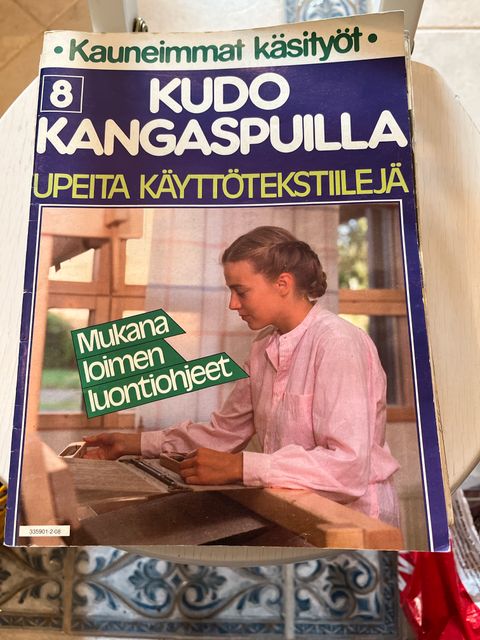 • Kauneimmat käsityöt •
8
KUDO
KANGASPUILLA
UPEITA KÄYTTÖTEKSTIILEJÄ
Mukana
loimen
luontiohjeet
335901-2-08